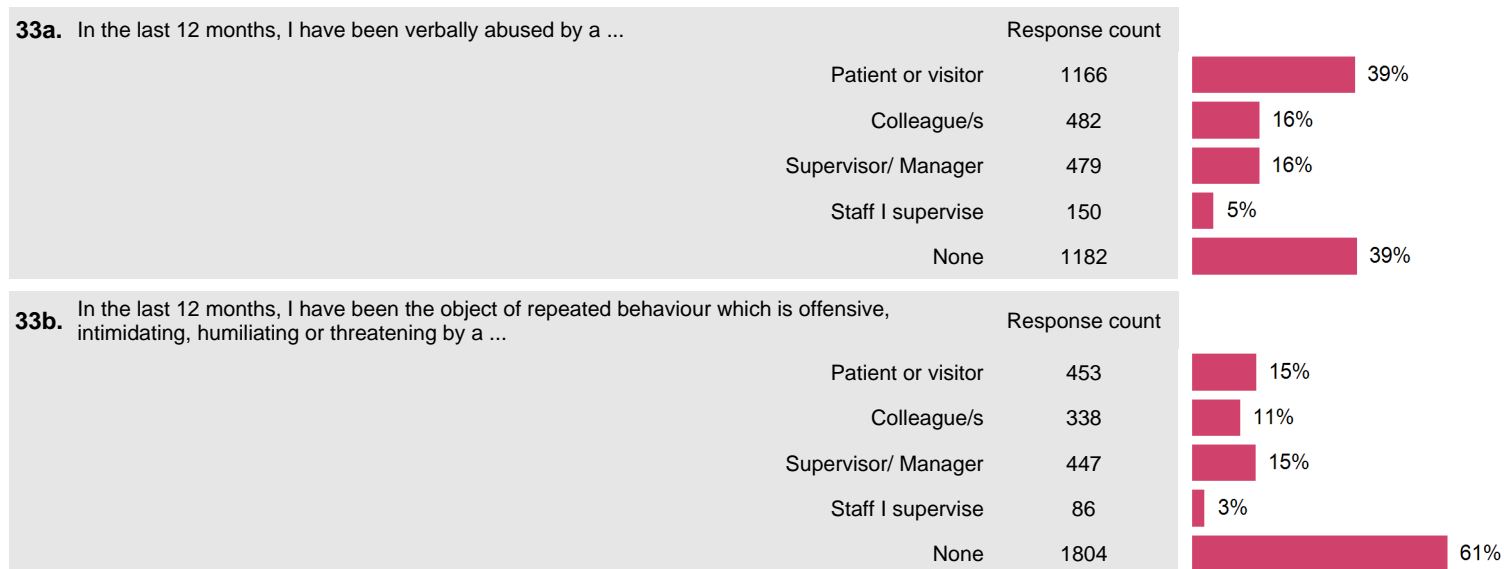 33a. In the last 12 months, I have been verbally abused by a ... Response count
Patient or visitor 1166 39%
Colleague/s 482 16%
Supervisor/ Manager 479 16%
Staff I supervise 150 5%
None 1182 39%
33b. In the last 12 months, I have been the object of repeated behaviour which is offensive,
intimidating, humiliating or threatening by a ... Response count
Patient or visitor 453 15%
Colleague/s 338 11%
Supervisor/ Manager 447 15%
Staff I supervise 86 3%
None 1804 61%